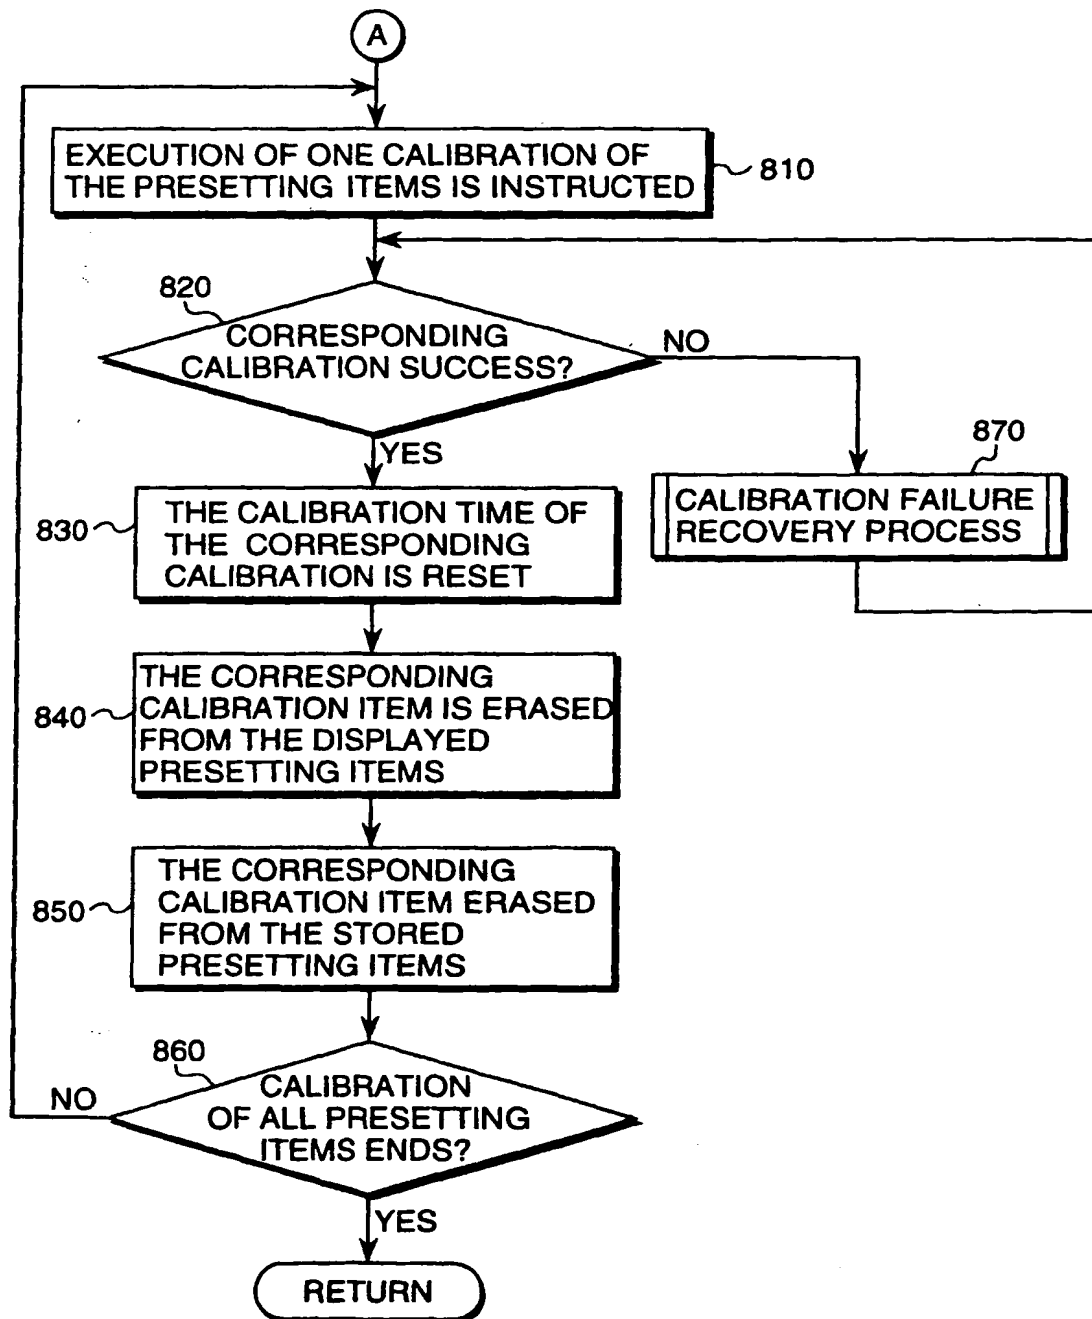 A
EXECUTION OF ONE CALIBRATION OF
THE PRESETTING ITEMS IS INSTRUCTED
810
820
CORRESPONDING
CALIBRATION SUCCESS?
NO
YES
870
CALIBRATION FAILURE
RECOVERY PROCESS
830
THE CALIBRATION TIME OF
THE CORRESPONDING
CALIBRATION IS RESET
840
THE CORRESPONDING
CALIBRATION ITEM IS ERASED
FROM THE DISPLAYED
PRESETTING ITEMS
850
THE CORRESPONDING
CALIBRATION ITEM ERASED
FROM THE STORED
PRESETTING ITEMS
860
NO
CALIBRATION
OF ALL PRESETTING
ITEMS ENDS?
YES
RETURN